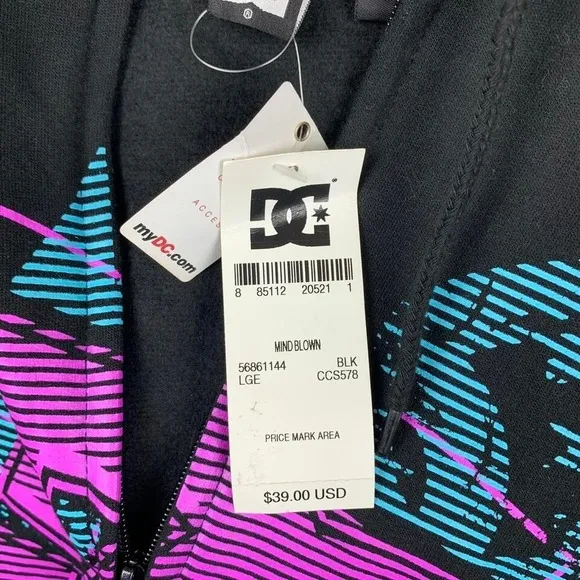 ACCES
myDC.com
DC
8 85112 20521 1
MIND BLOWN
56861144 BLK
LGE CCS578
PRICE MARK AREA
$39.00 USD